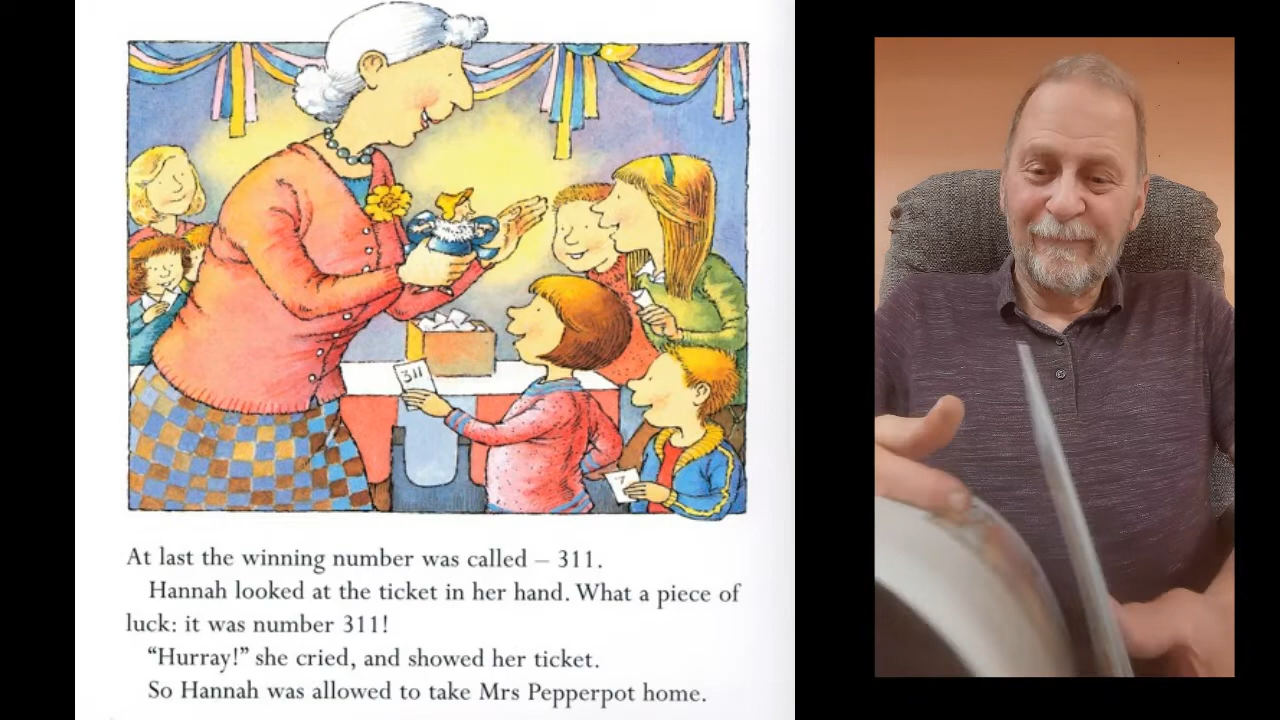 311
7
At last the winning number was called – 311.
Hannah looked at the ticket in her hand. What a piece of
luck: it was number 311!
“Hurray!” she cried, and showed her ticket.
So Hannah was allowed to take Mrs Pepperpot home.